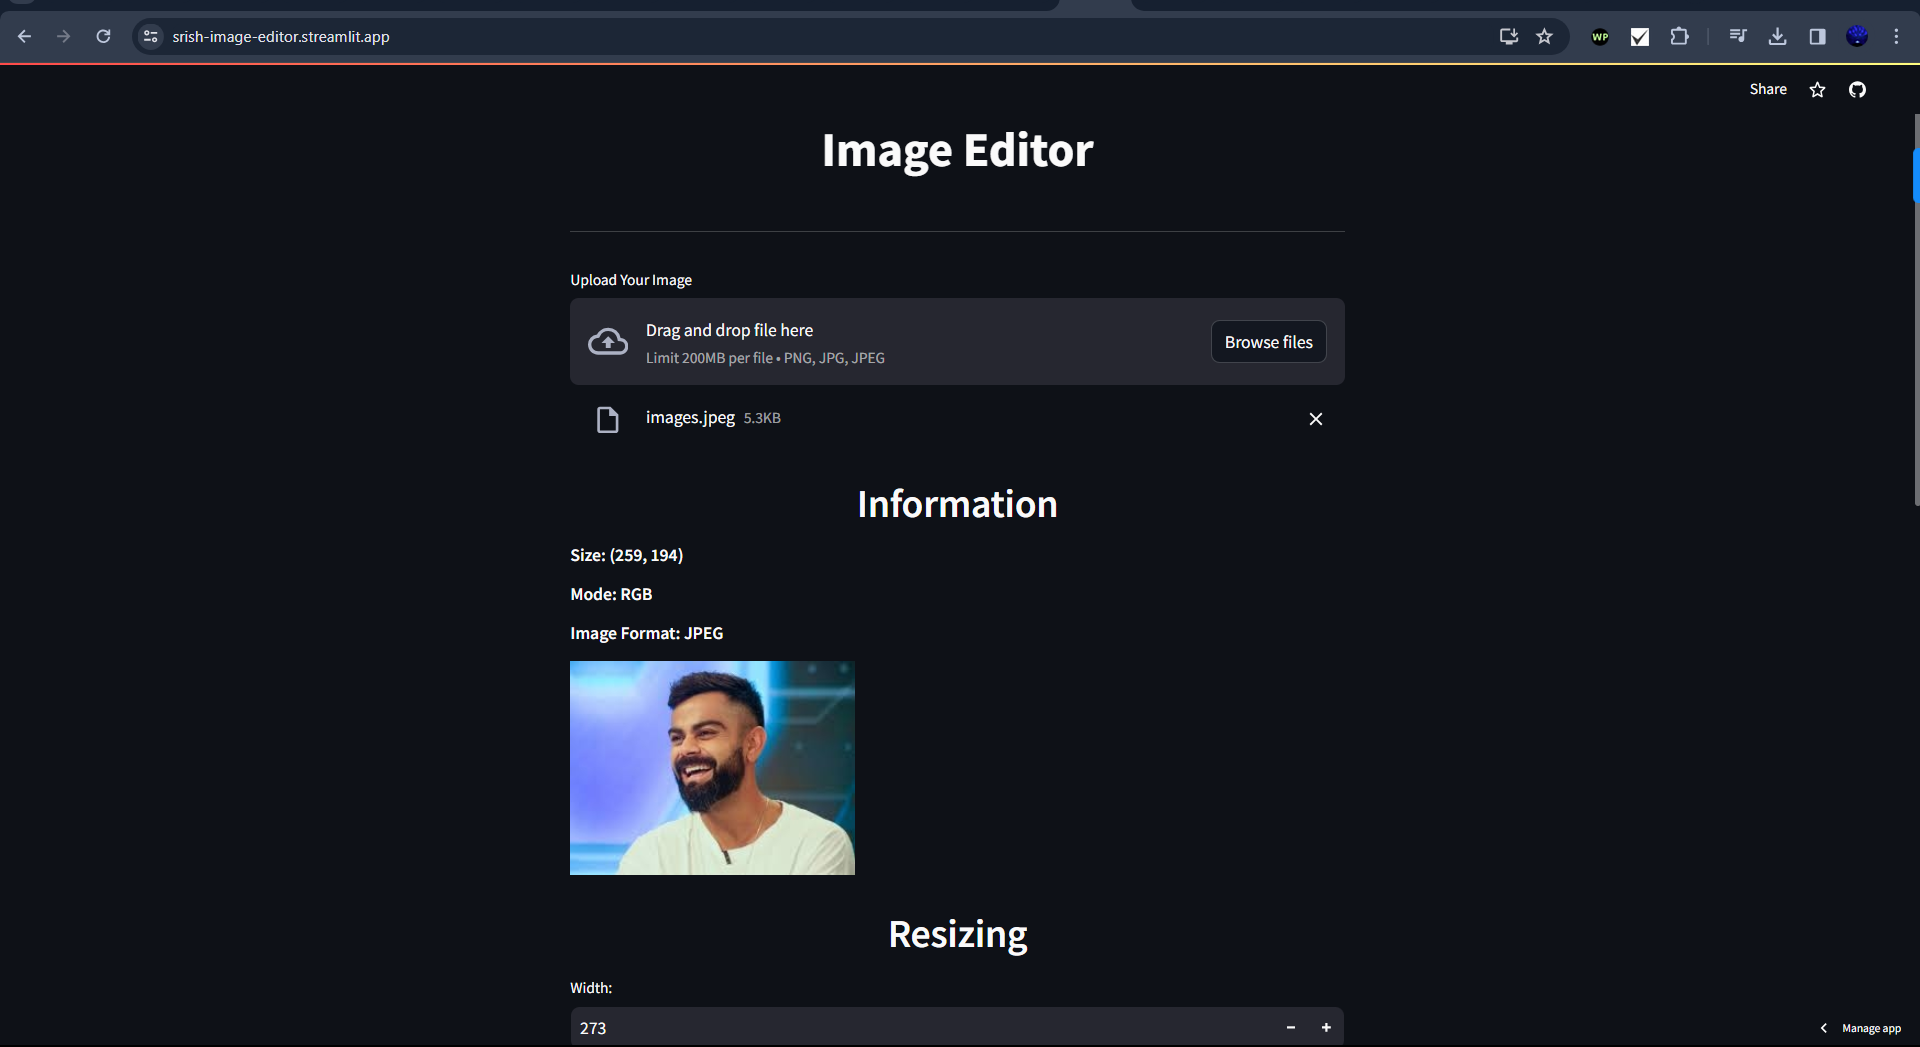 srish-image-editor.streamlit.app
WP
Share
Image Editor
Upload Your Image
Drag and drop file here
Limit 200MB per file • PNG, JPG, JPEG
Browse files
images.jpeg 5.3KB
Information
Size: (259, 194)
Mode: RGB
Image Format: JPEG
Resizing
Width:
273
Manage app